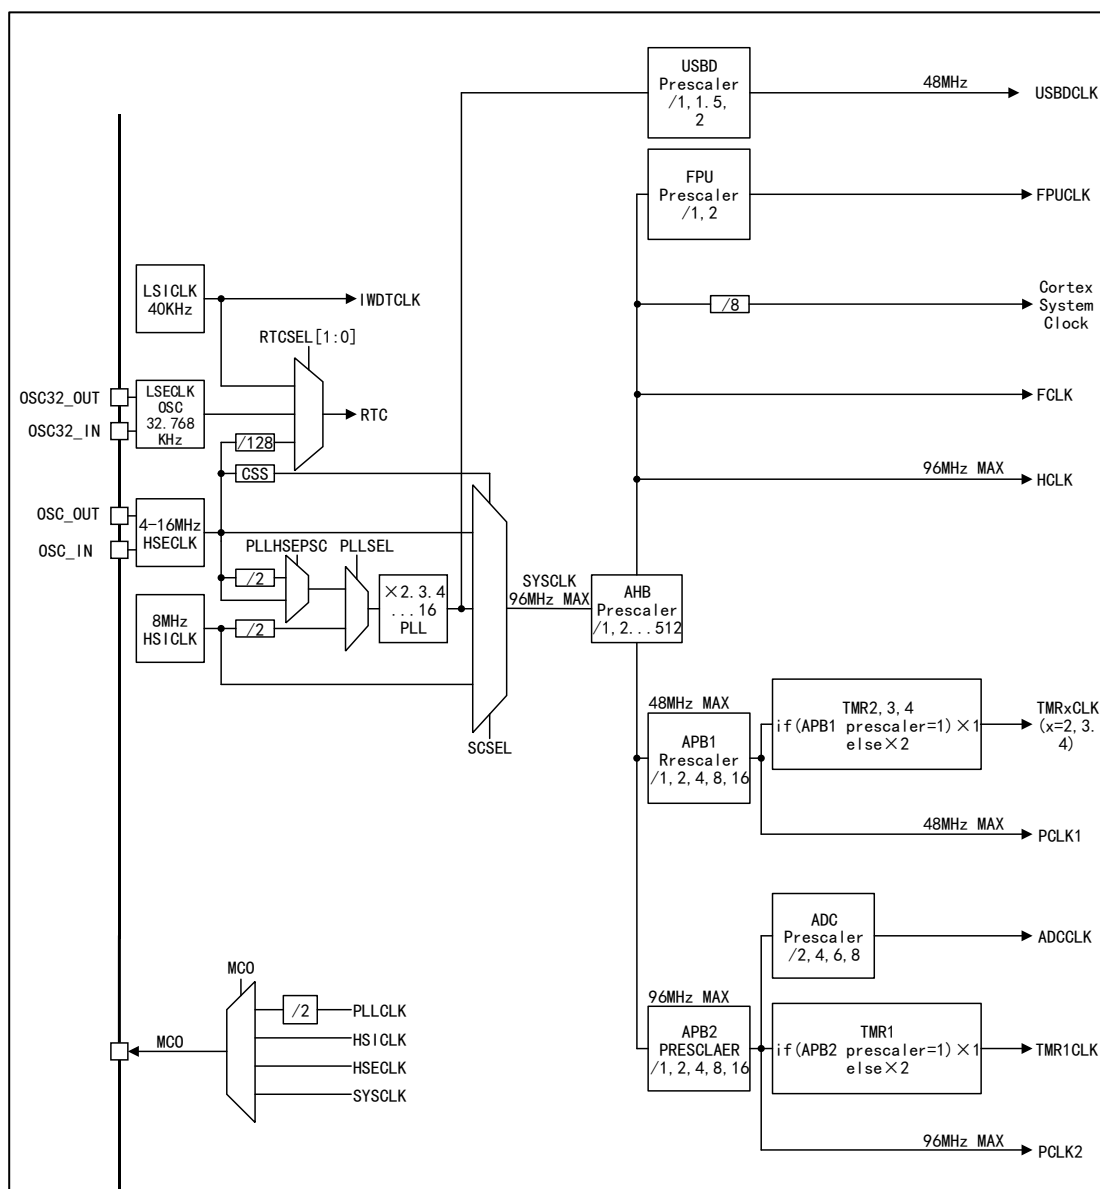 USBD
Prescaler
/1, 1.5,
2
48MHz
USBDCLK
FPU
Prescaler
/1, 2
FPUCLK
LSICLK
40KHz
IWDTCLK
/8
Cortex
System
Clock
RTCSEL[1:0]
OSC32_OUT
OSC32_IN
LSECLK
OSC
32.768
KHz
RTC
FCLK
/128
CSS
96MHz MAX
HCLK
OSC_OUT
OSC_IN
4-16MHz
HSECLK
PLLHSEPSC
PLLSEL
/2
×2.3.4
...16
PLL
SYSCLK
96MHz MAX
AHB
Prescaler
/1, 2...512
8MHz
HSICLK
/2
SCSEL
48MHz MAX
APB1
Rrescaler
/1, 2, 4, 8, 16
TMR2, 3, 4
if(APB1 prescaler=1)×1
else×2
TMRxCLK
(x=2, 3.
4)
48MHz MAX
PCLK1
ADC
Prescaler
/2, 4, 6, 8
ADCCLK
MCO
/2
PLLCLK
HSICLK
HSECLK
SYSCLK
MCO
96MHz MAX
APB2
PRESCLAER
/1, 2, 4, 8, 16
TMR1
if(APB2 prescaler=1)×1
else×2
TMR1CLK
96MHz MAX
PCLK2